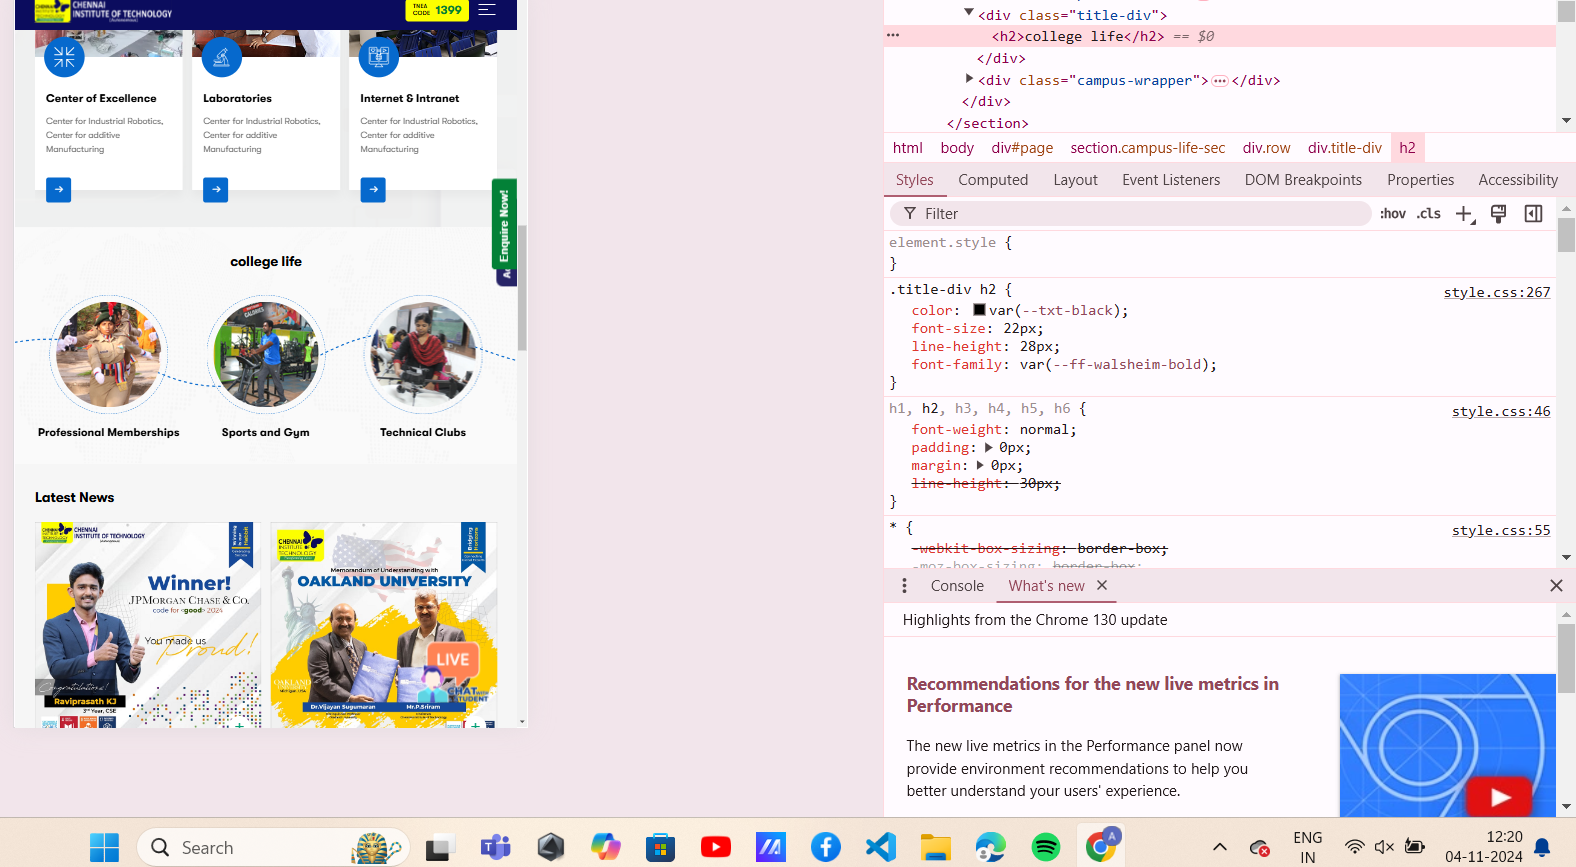 CHENNAI
INSTITUTE OF TECHNOLOGY
(Autonomous)
TNEA
CODE 1399
Center of Excellence
Center for Industrial Robotics,
Center for additive
Manufacturing
Laboratories
Center for Industrial Robotics,
Center for additive
Manufacturing
Internet & Intranet
Center for Industrial Robotics,
Center for additive
Manufacturing
Enquire Now!
college life
Professional Memberships
Sports and Gym
Technical Clubs
Latest News
CHENNAI
INSTITUTE OF TECHNOLOGY
(Autonomous)
Winner!
JPMORGAN CHASE & CO.
code for <good> 2024
You made us
Proud!
Congratulations!
Raviprasath KJ
3rd Year, CSE
CHENNAI
INSTITUTE OF
TECHNOLOGY
Bridging
Horizons
Memorandum of Understanding with
OAKLAND UNIVERSITY
OAKLAND
Michigan, USA
LIVE
CHAT WITH
STUDENT
Dr.Vijayan Sugumaran
Mr.P.Sriram
<div class="title-div">
<h2>college life</h2> == $0
</div>
<div class="campus-wrapper"> </div>
</div>
</section>
html body div#page section.campus-life-sec div.row div.title-div h2
Styles Computed Layout Event Listeners DOM Breakpoints Properties Accessibility
Filter :hov .cls
element.style {
}
.title-div h2 { style.css:267
color: var(--txt-black);
font-size: 22px;
line-height: 28px;
font-family: var(--ff-walsheim-bold);
}
h1, h2, h3, h4, h5, h6 { style.css:46
font-weight: normal;
padding: 0px;
margin: 0px;
line-height: 30px;
}
* { style.css:55
-webkit-box-sizing: border-box;
-moz-box-sizing: border-box;
Console What's new
Highlights from the Chrome 130 update
Recommendations for the new live metrics in
Performance
The new live metrics in the Performance panel now
provide environment recommendations to help you
better understand your users' experience.
Search
A
ENG
IN
12:20
04-11-2024